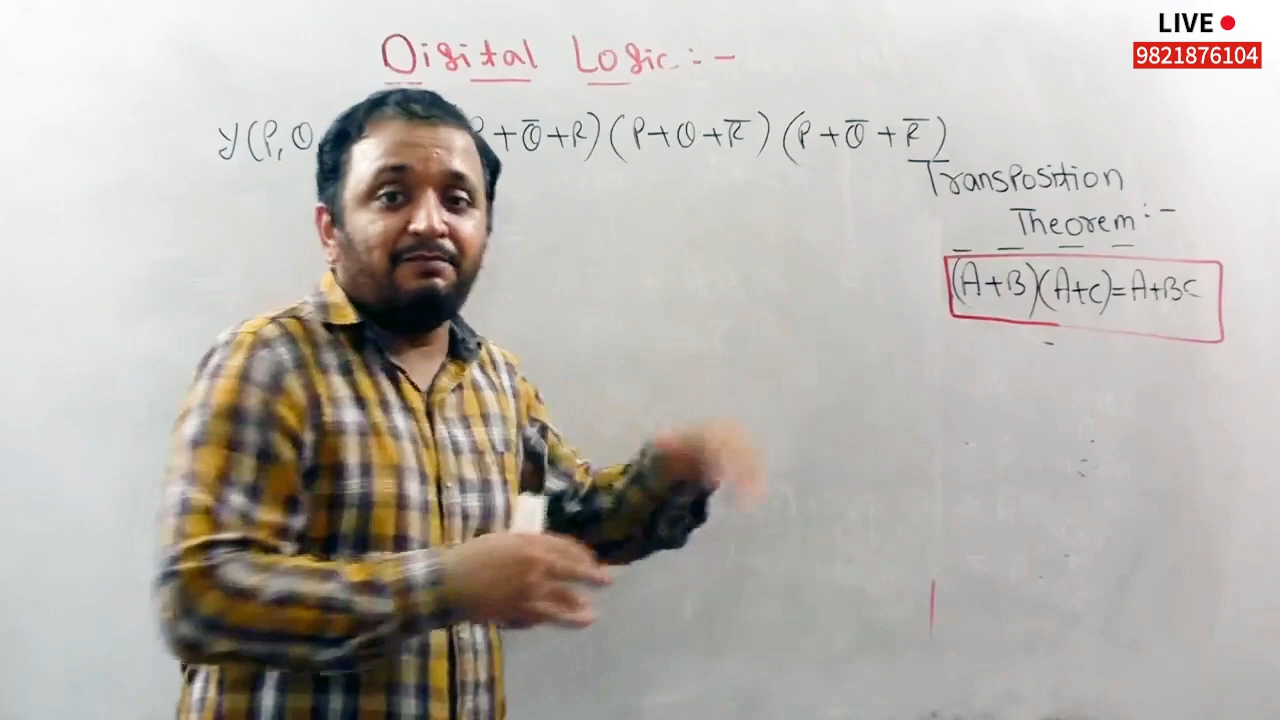 LIVE
9821876104
Digital Logic :-
y(P, Q + Q̅ + R) (P + Q + R̅) (P + Q̅ + R̅)
Transposition
Theorem :-
(A+B)(A+C)=A+BC